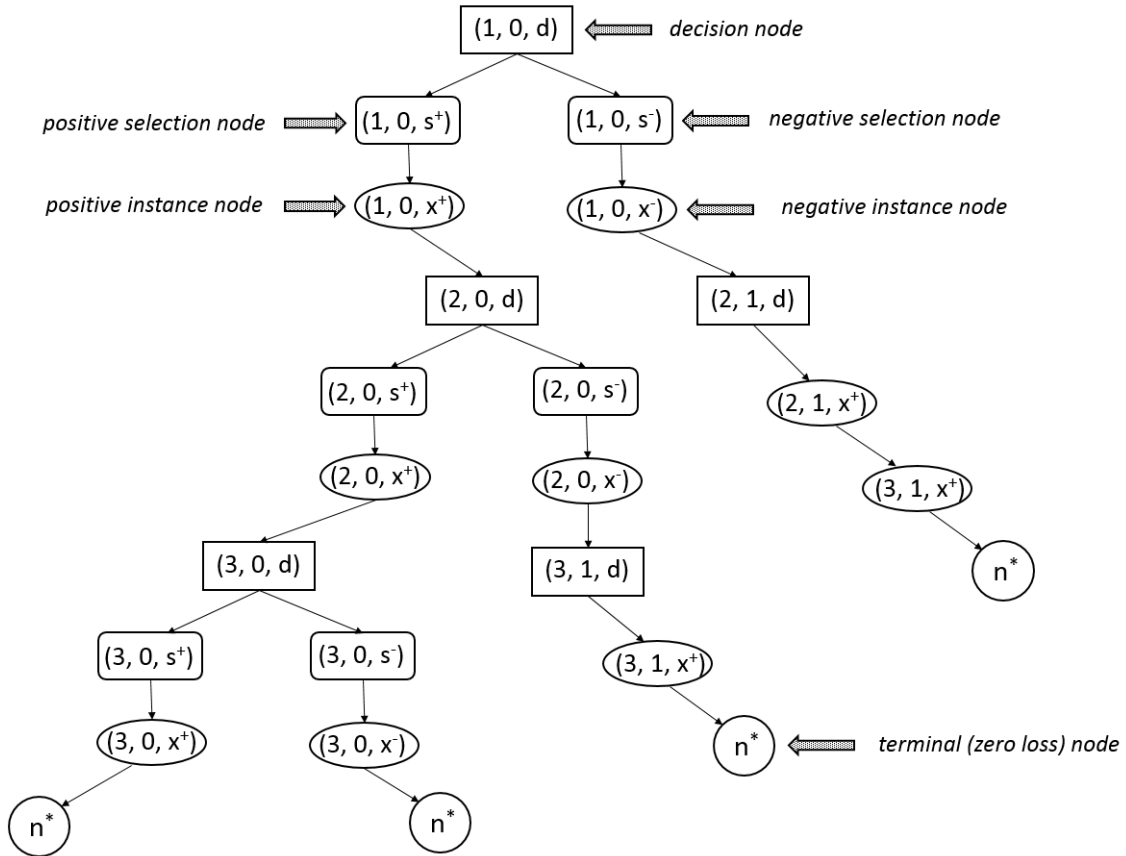 (1, 0, d) decision node
positive selection node (1, 0, s⁺) (1, 0, s⁻) negative selection node
positive instance node (1, 0, x⁺) (1, 0, x⁻) negative instance node
(2, 0, d) (2, 1, d)
(2, 0, s⁺) (2, 0, s⁻) (2, 1, x⁺)
(2, 0, x⁺) (2, 0, x⁻) (3, 1, x⁺)
(3, 0, d) (3, 1, d) n*
(3, 0, s⁺) (3, 0, s⁻) (3, 1, x⁺)
(3, 0, x⁺) (3, 0, x⁻) n* terminal (zero loss) node
n* n*